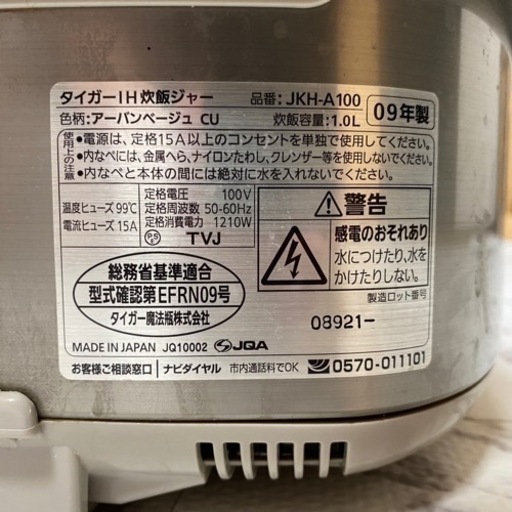 タイガーIH炊飯ジャー 品番: JKH-A100 09年製
色柄:アーバンベージュ CU 炊飯容量:1.0L
使用上の注意
●電源は、定格15A以上のコンセントを単独で使用してください。
●内なべには、金属へら、ナイロンたわし、クレンザー等を使用しないでください。
●内なべと本体の間には絶対に水を入れないでください。
温度ヒューズ 99℃
電流ヒューズ 15A
定格電圧 100V
定格周波数 50-60Hz
定格消費電力 1210W
PS E TVJ
警告
感電のおそれあり
水につけたり、水を
かけたりしない。
総務省基準適合
型式確認第EFRN09号
タイガー魔法瓶株式会社
製造ロット番号
08921-
MADE IN JAPAN JQ10002 JQA
お客様ご相談窓口 ナビダイヤル 市内通話料でOK 0570-011101